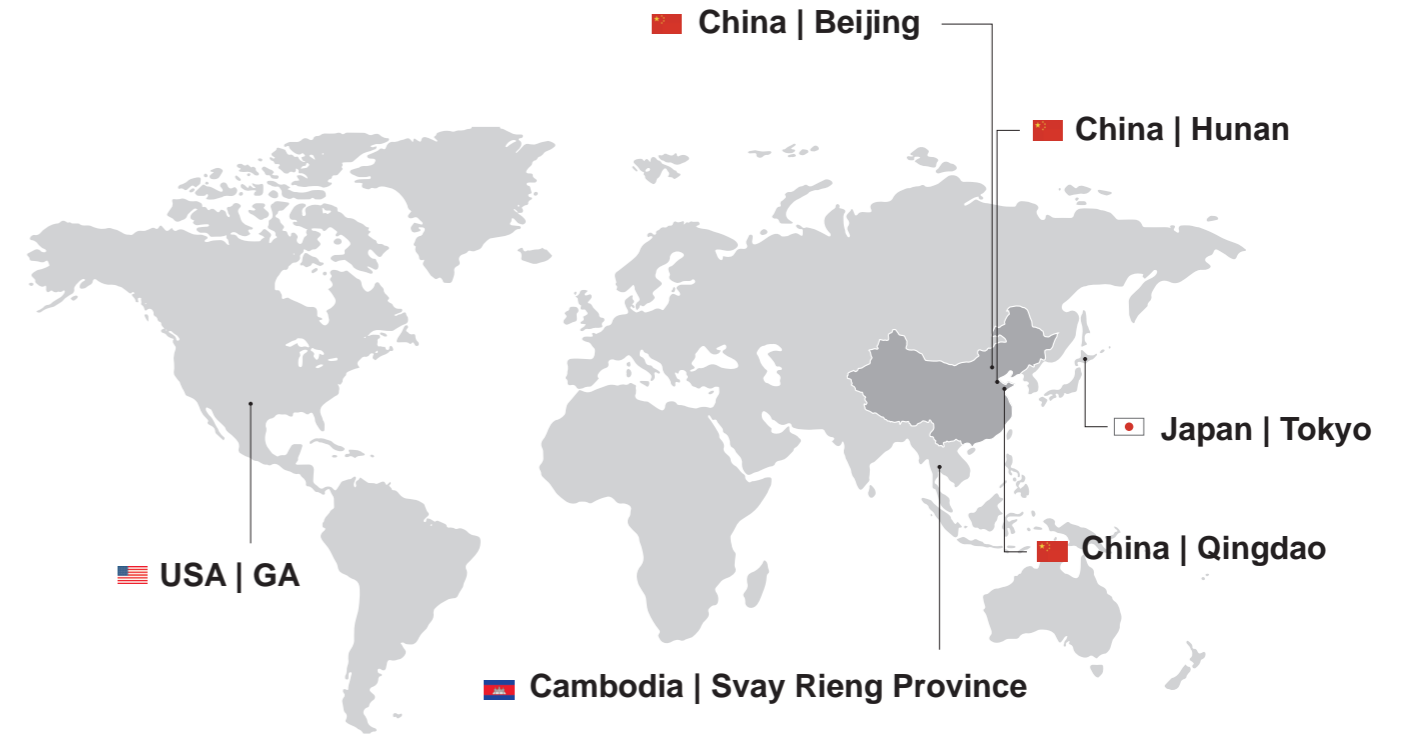 China | Beijing
China | Hunan
Japan | Tokyo
China | Qingdao
USA | GA
Cambodia | Svay Rieng Province